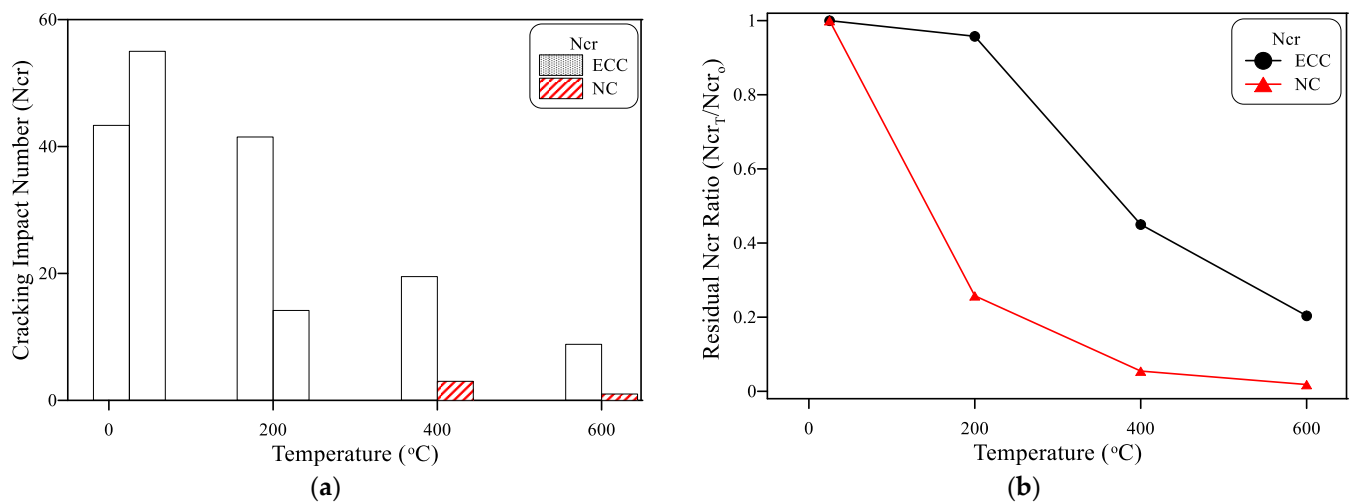 60
40
20
0
Cracking Impact Number (Ncr)
Ncr
ECC
NC
0
200
400
600
Temperature (°C)
(a)
1
0.8
0.6
0.4
0.2
0
Residual Ncr Ratio (NcrT/Ncro)
Ncr
ECC
NC
0
200
400
600
Temperature (°C)
(b)